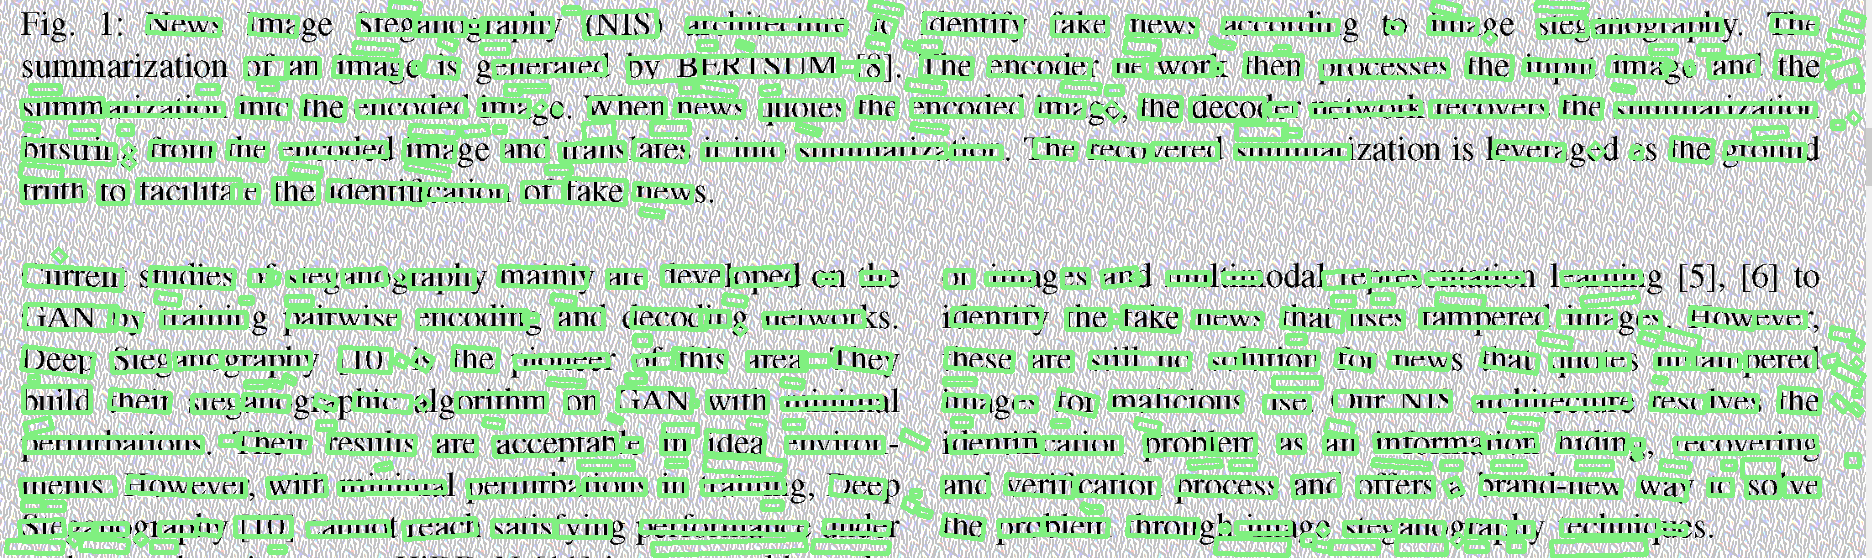 Fig. 1: News Image Steganography (NIS) architecture to identify fake news according to image steganography. The
summarization of an image is generated by BERTSUM [8]. The encoder network then processes the input image and the
summarization into the encoded image. When news quotes the encoded image, the decoder network recovers the summarization
bitstring from the encoded image and translates it into summarization. The recovered summarization is leveraged as the ground
truth to facilitate the identification of fake news.
Current studies of steganography mainly are developed on the
GAN by training pairwise encoding and decoding networks.
Deep Steganography [10] is the pioneer of this area. They
build their steganographic algorithm on GAN with minimal
perturbations. Their results are acceptable in idea environ-
ments. However, with minimal perturbations in training, Deep
Steganography [10] cannot reach satisfying performance under
on images and multimodal representation learning [5], [6] to
identify the fake news that uses tampered images. However,
these are still no solution for news that quotes untampered
images for malicious use. Our NIS architecture resolves the
identification problem as an information hiding, recovering
and verification process and offers a brand-new way to solve
the problem through image steganography techniques.